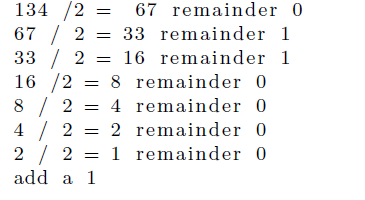 134 /2 = 67 remainder 0
67 / 2 = 33 remainder 1
33 / 2 = 16 remainder 1
16 /2 = 8 remainder 0
8 / 2 = 4 remainder 0
4 / 2 = 2 remainder 0
2 / 2 = 1 remainder 0
add a 1